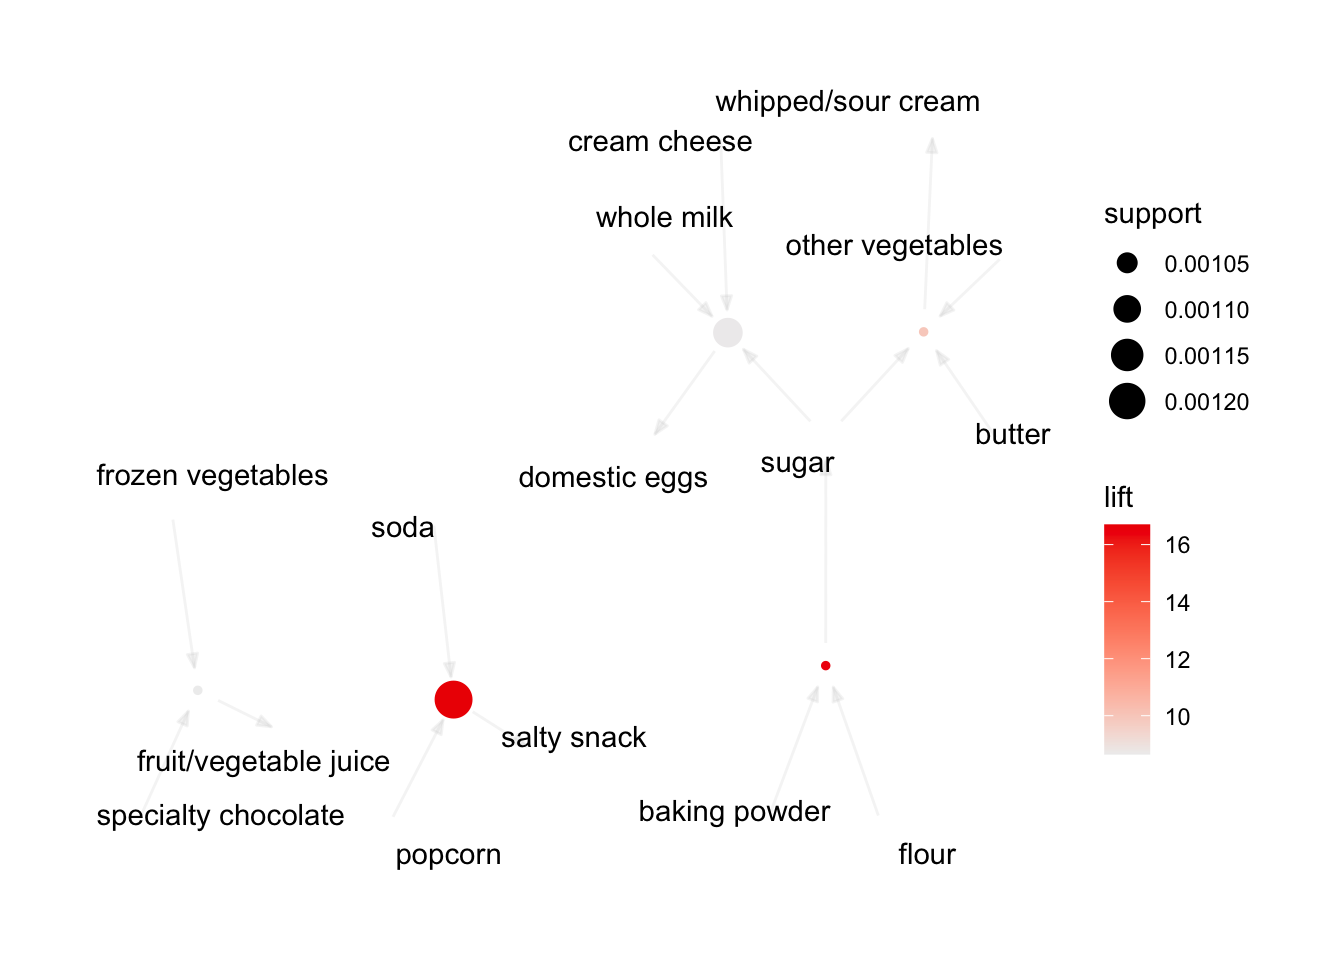 whipped/sour cream
cream cheese
whole milk
other vegetables
butter
sugar
domestic eggs
frozen vegetables
soda
salty snack
fruit/vegetable juice
specialty chocolate
popcorn
baking powder
flour
support
0.00105
0.00110
0.00115
0.00120
lift
16
14
12
10